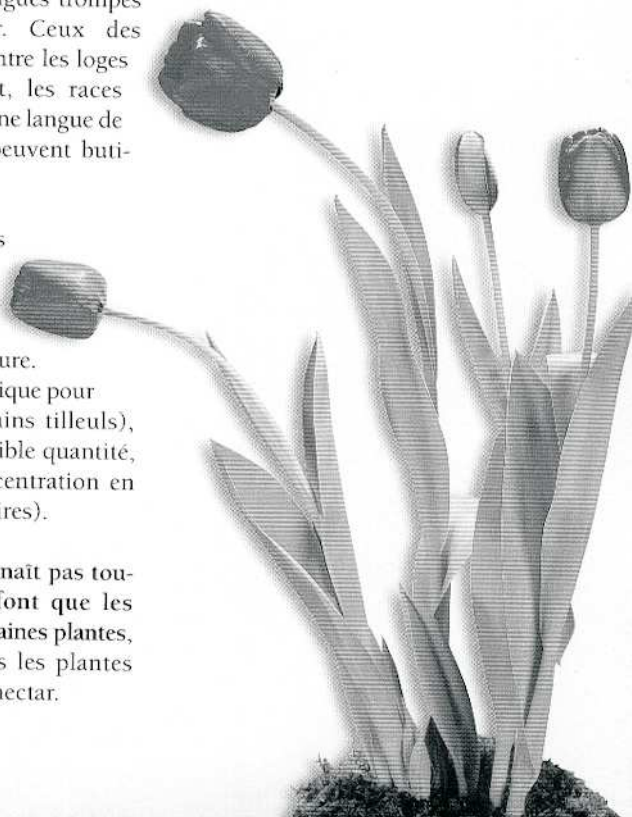 gues trompes
r. Ceux des
ntre les loges
t, les races
ne langue de
peuvent buti-
s
ure.
ique pour
ains tilleuls),
ible quantité,
centration en
ires).
naît pas tou-
font que les
aines plantes,
s les plantes
nectar.